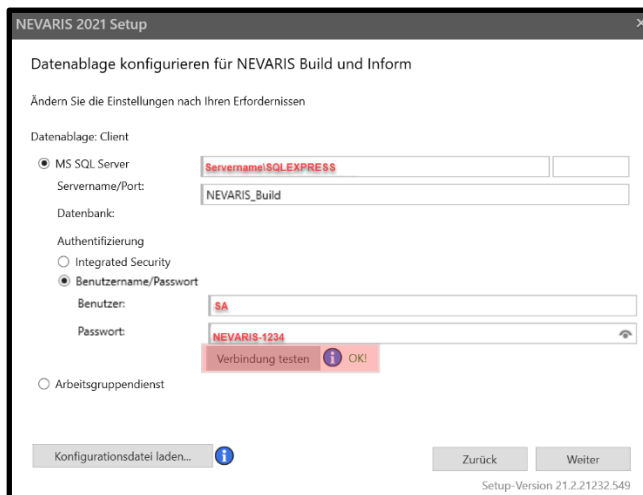 NEVARIS 2021 Setup
Datenablage konfigurieren für NEVARIS Build und Inform
Ändern Sie die Einstellungen nach Ihren Erfordernissen
Datenablage: Client
MS SQL Server
Servername\SQLEXPRESS
Servername/Port:
NEVARIS_Build
Datenbank:
Authentifizierung
Integrated Security
Benutzername/Passwort
Benutzer: SA
Passwort: NEVARIS-1234
Verbindung testen i OK!
Arbeitsgruppendienst
Konfigurationsdatei laden... i Zurück Weiter
Setup-Version 21.2.21232.549